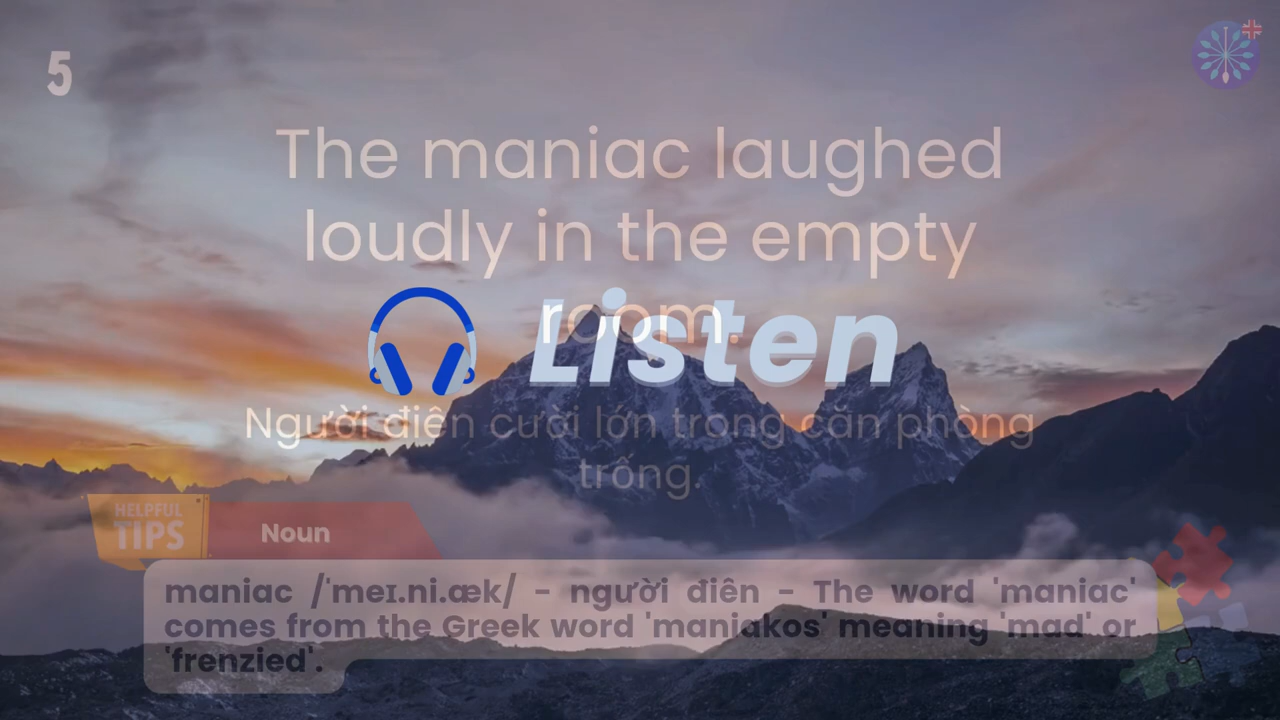 5
The maniac laughed
loudly in the empty
room.
Listen
Người điên cười lớn trong căn phòng
trống.
HELPFUL
TIPS
Noun
maniac /ˈmeɪ.ni.æk/ - người điên - The word 'maniac'
comes from the Greek word 'maniakos' meaning 'mad' or
'frenzied'.